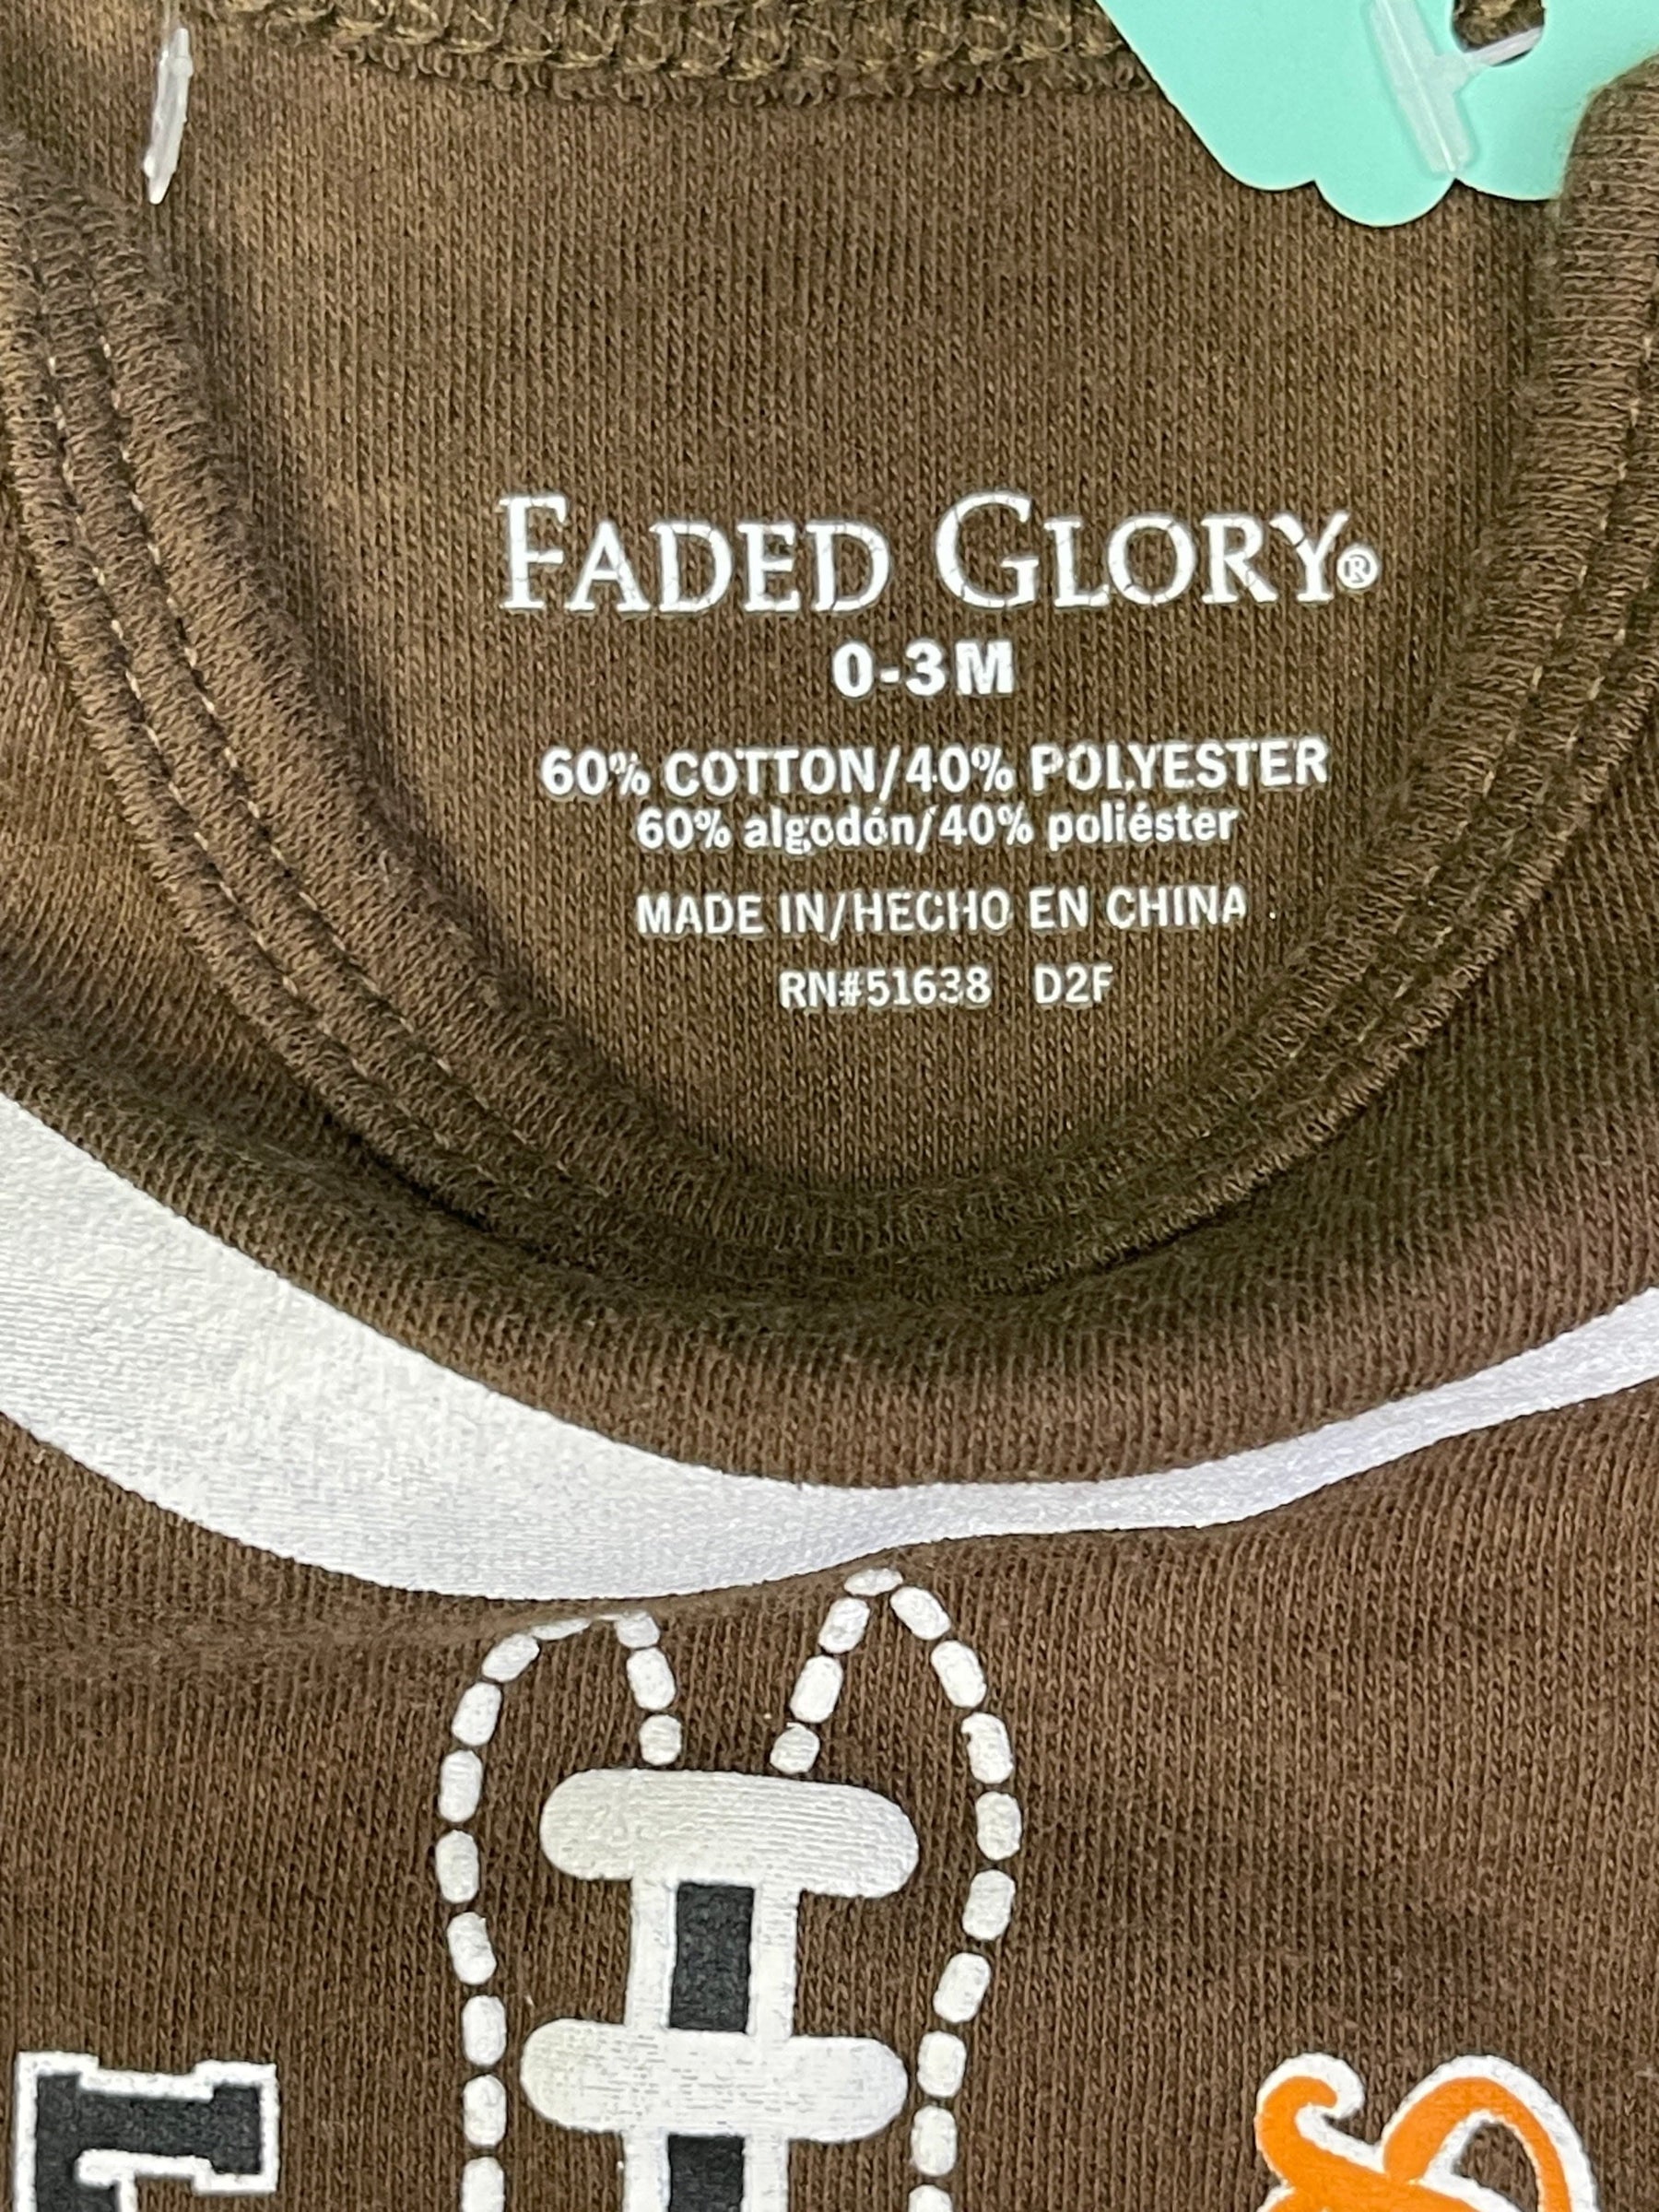 FADED GLORY®
0-3M
60% COTTON/40% POLYESTER
60% algodón/40% poliéster
MADE IN/HECHO EN CHINA
RN#51638 D2F